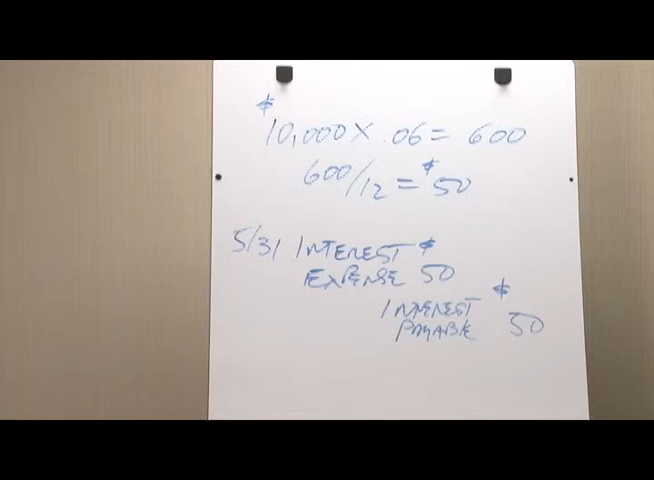 $10,000 X .06 = 600
600/12 = $50
5/31 INTEREST $
EXPENSE 50
INTEREST $
PAYABLE 50